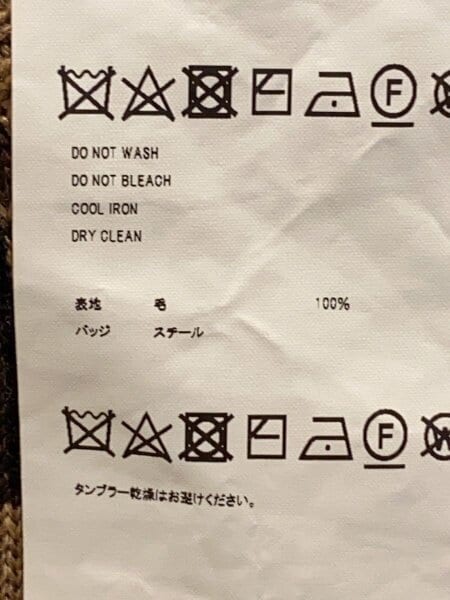 F
DO NOT WASH
DO NOT BLEACH
COOL IRON
DRY CLEAN
表地 毛 100%
バッジ スチール
F W
タンブラー乾燥はお避けください。